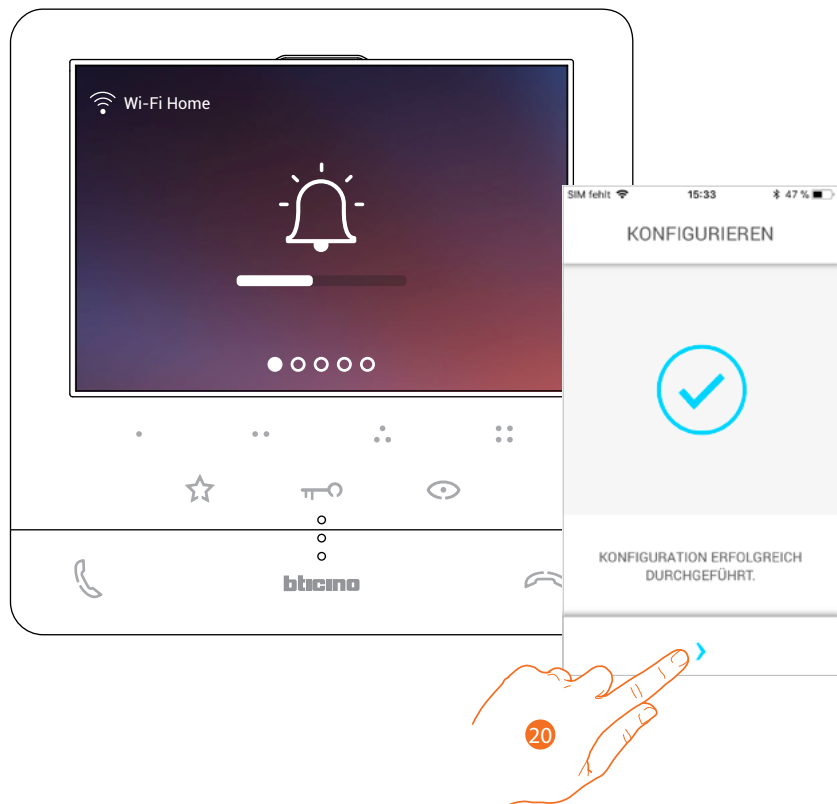 Wi-Fi Home
SIM fehlt 15:33 47 %
KONFIGURIEREN
KONFIGURATION ERFOLGREICH
DURCHGEFÜHRT.
bticino
20